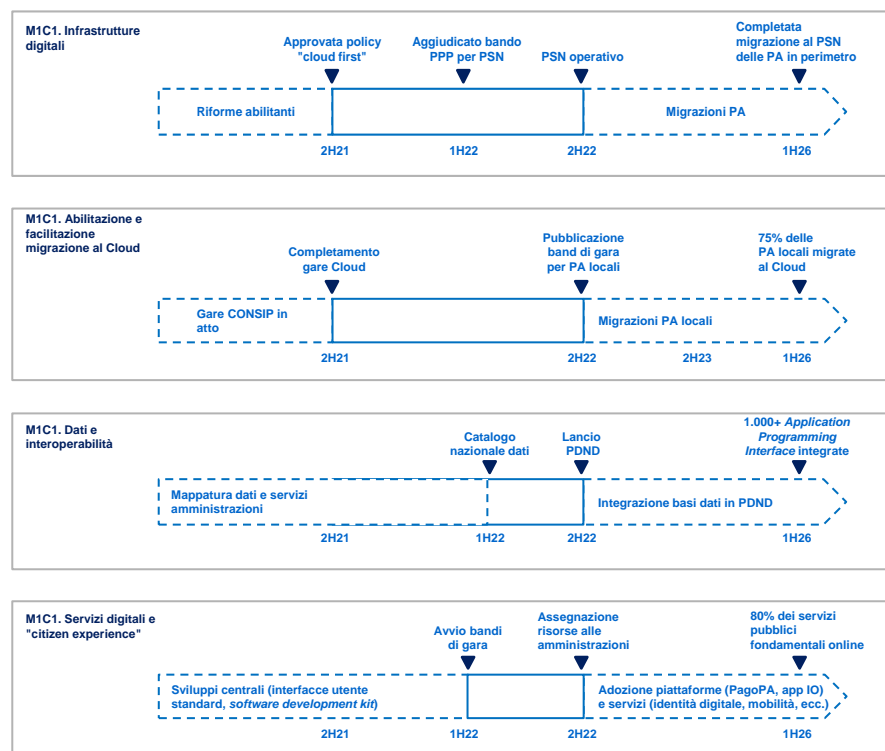 M1C1. Infrastrutture
digitali
Approvata policy
"cloud first"
Aggiudicato bando
PPP per PSN
PSN operativo
Completata
migrazione al PSN
delle PA in perimetro
Riforme abilitanti
Migrazioni PA
2H21
1H22
2H22
1H26
M1C1. Abilitazione e
facilitazione
migrazione al Cloud
Completamento
gare Cloud
Pubblicazione
band di gara
per PA locali
75% delle
PA locali migrate
al Cloud
Gare CONSIP in
atto
Migrazioni PA locali
2H21
2H22
2H23
1H26
M1C1. Dati e
interoperabilità
Catalogo
nazionale dati
Lancio
PDND
1.000+ Application
Programming
Interface integrate
Mappatura dati e servizi
amministrazioni
Integrazione basi dati in PDND
2H21
1H22
2H22
1H26
M1C1. Servizi digitali e
"citizen experience"
Avvio bandi
di gara
Assegnazione
risorse alle
amministrazioni
80% dei servizi
pubblici
fondamentali online
Sviluppi centrali (interfacce utente
standard, software development kit)
Adozione piattaforme (PagoPA, app IO)
e servizi (identità digitale, mobilità, ecc.)
2H21
1H22
2H22
1H26